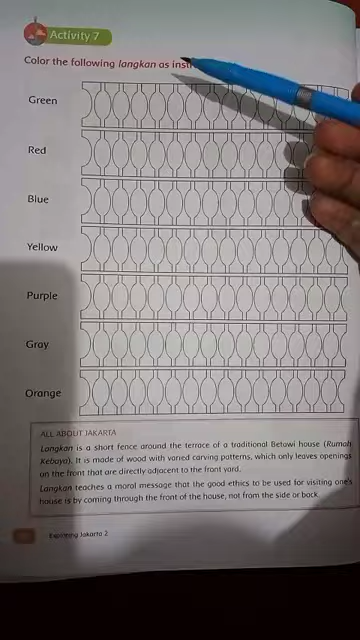 Activity 7
Color the following langkan as inst
Green
Red
Blue
Yellow
Purple
Gray
Orange
ALL ABOUT JAKARTA
Langkan is a short fence around the terrace of a traditional Betawi house (Rumah
Kebaya). It is made of wood with varied carving patterns, which only leaves openings
on the front that are directly adjacent to the front yard.
Langkan teaches a moral message that the good ethics to be used for visiting one's
house is by coming through the front of the house, not from the side or back.
Exploring Jakarta 2